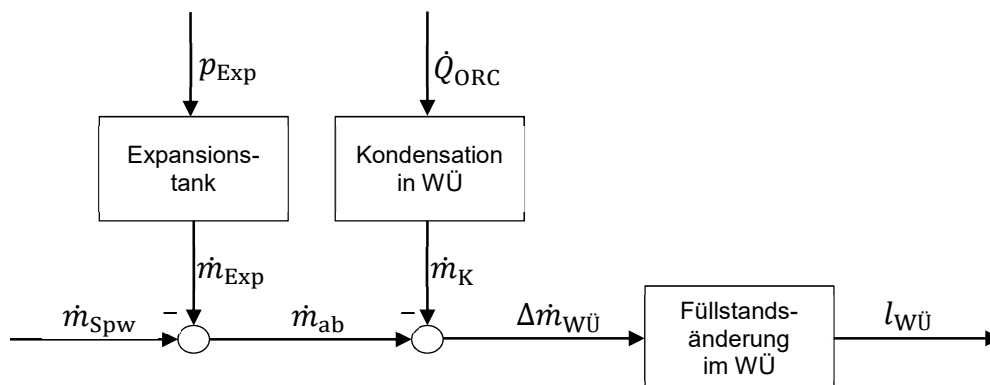 p_Exp
Q̇_ORC
Expansions-
tank
Kondensation
in WÜ
ṁ_Exp
ṁ_K
ṁ_Spw
−
ṁ_ab
−
Δṁ_WÜ
Füllstands-
änderung
im WÜ
l_WÜ